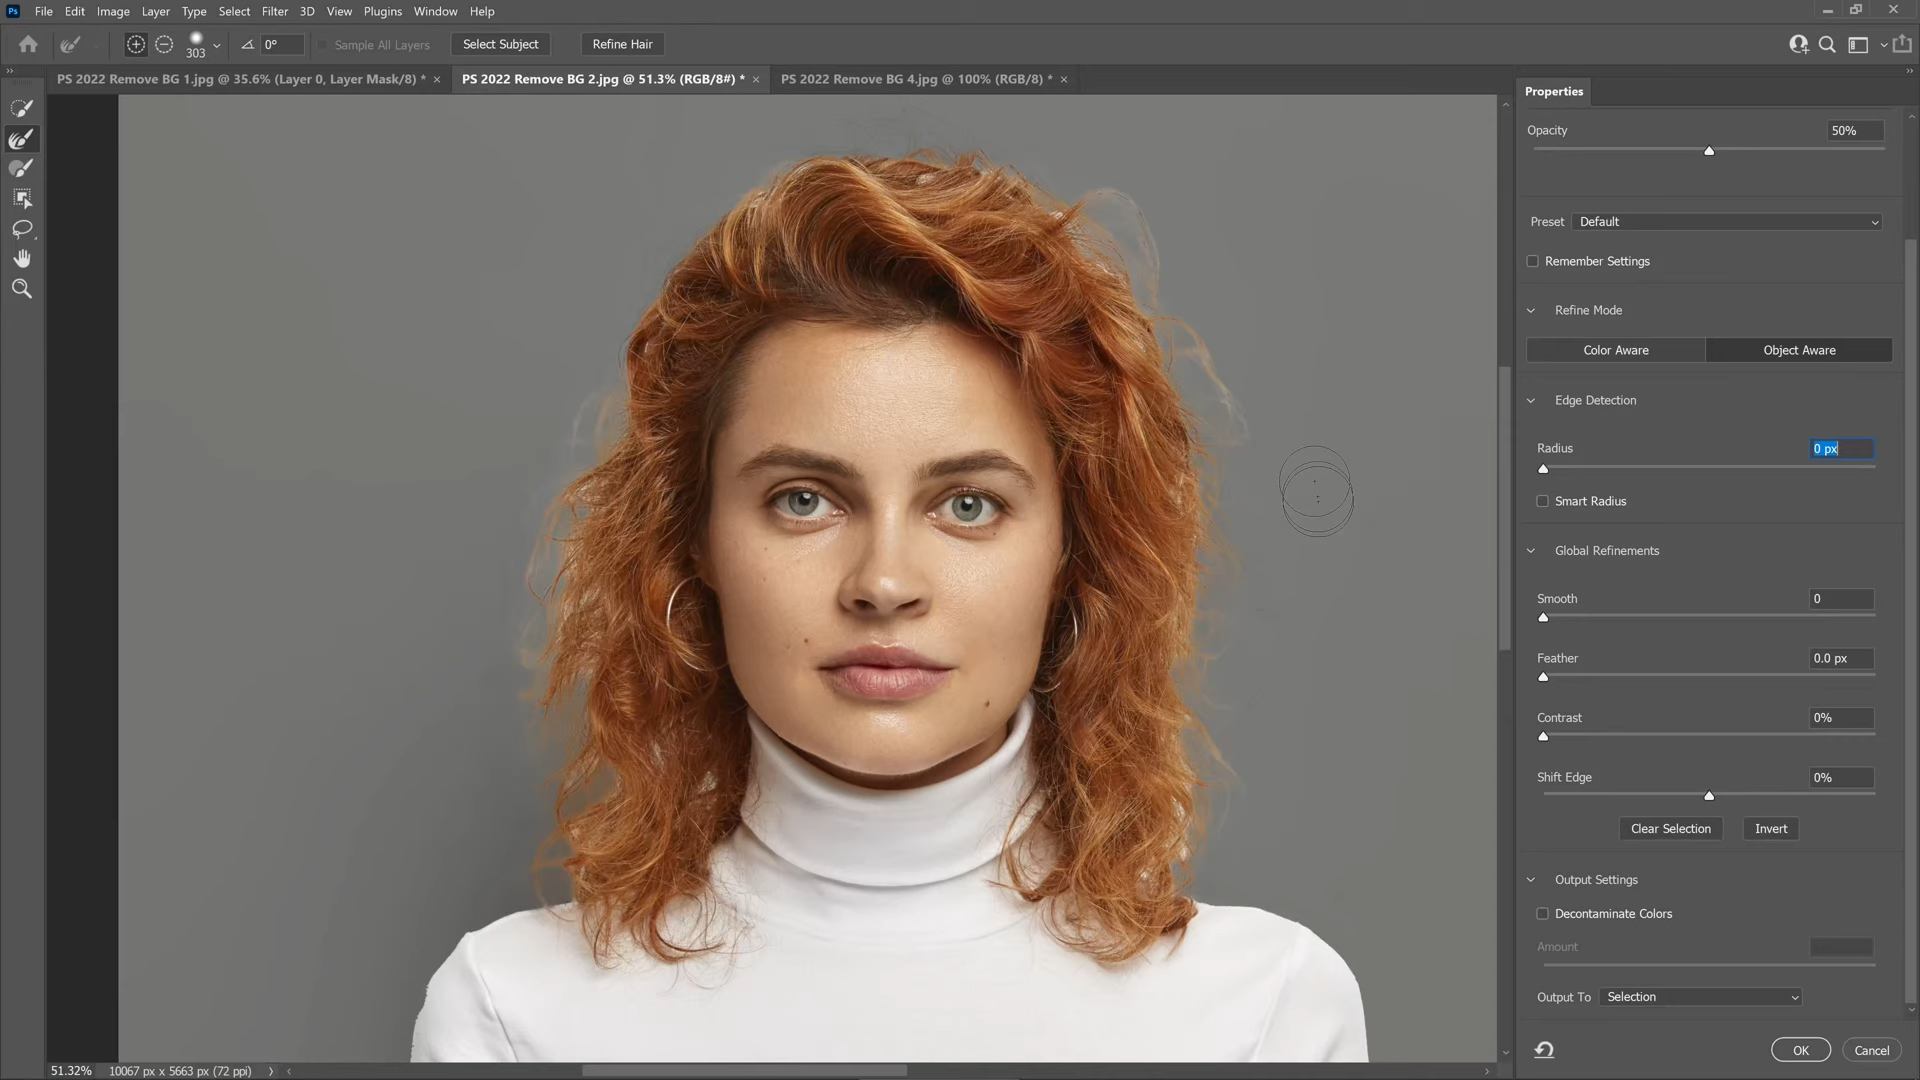 Ps File Edit Image Layer Type Select Filter 3D View Plugins Window Help
303 0° Sample All Layers Select Subject Refine Hair
PS 2022 Remove BG 1.jpg @ 35.6% (Layer 0, Layer Mask/8) * × PS 2022 Remove BG 2.jpg @ 51.3% (RGB/8#) * × PS 2022 Remove BG 4.jpg @ 100% (RGB/8) * ×
Properties
Opacity 50%
Preset Default
Remember Settings
Refine Mode
Color Aware Object Aware
Edge Detection
Radius 0 px
Smart Radius
Global Refinements
Smooth 0
Feather 0.0 px
Contrast 0%
Shift Edge 0%
Clear Selection Invert
Output Settings
Decontaminate Colors
Amount
Output To Selection
OK Cancel
51.32% 10067 px x 5663 px (72 ppi)